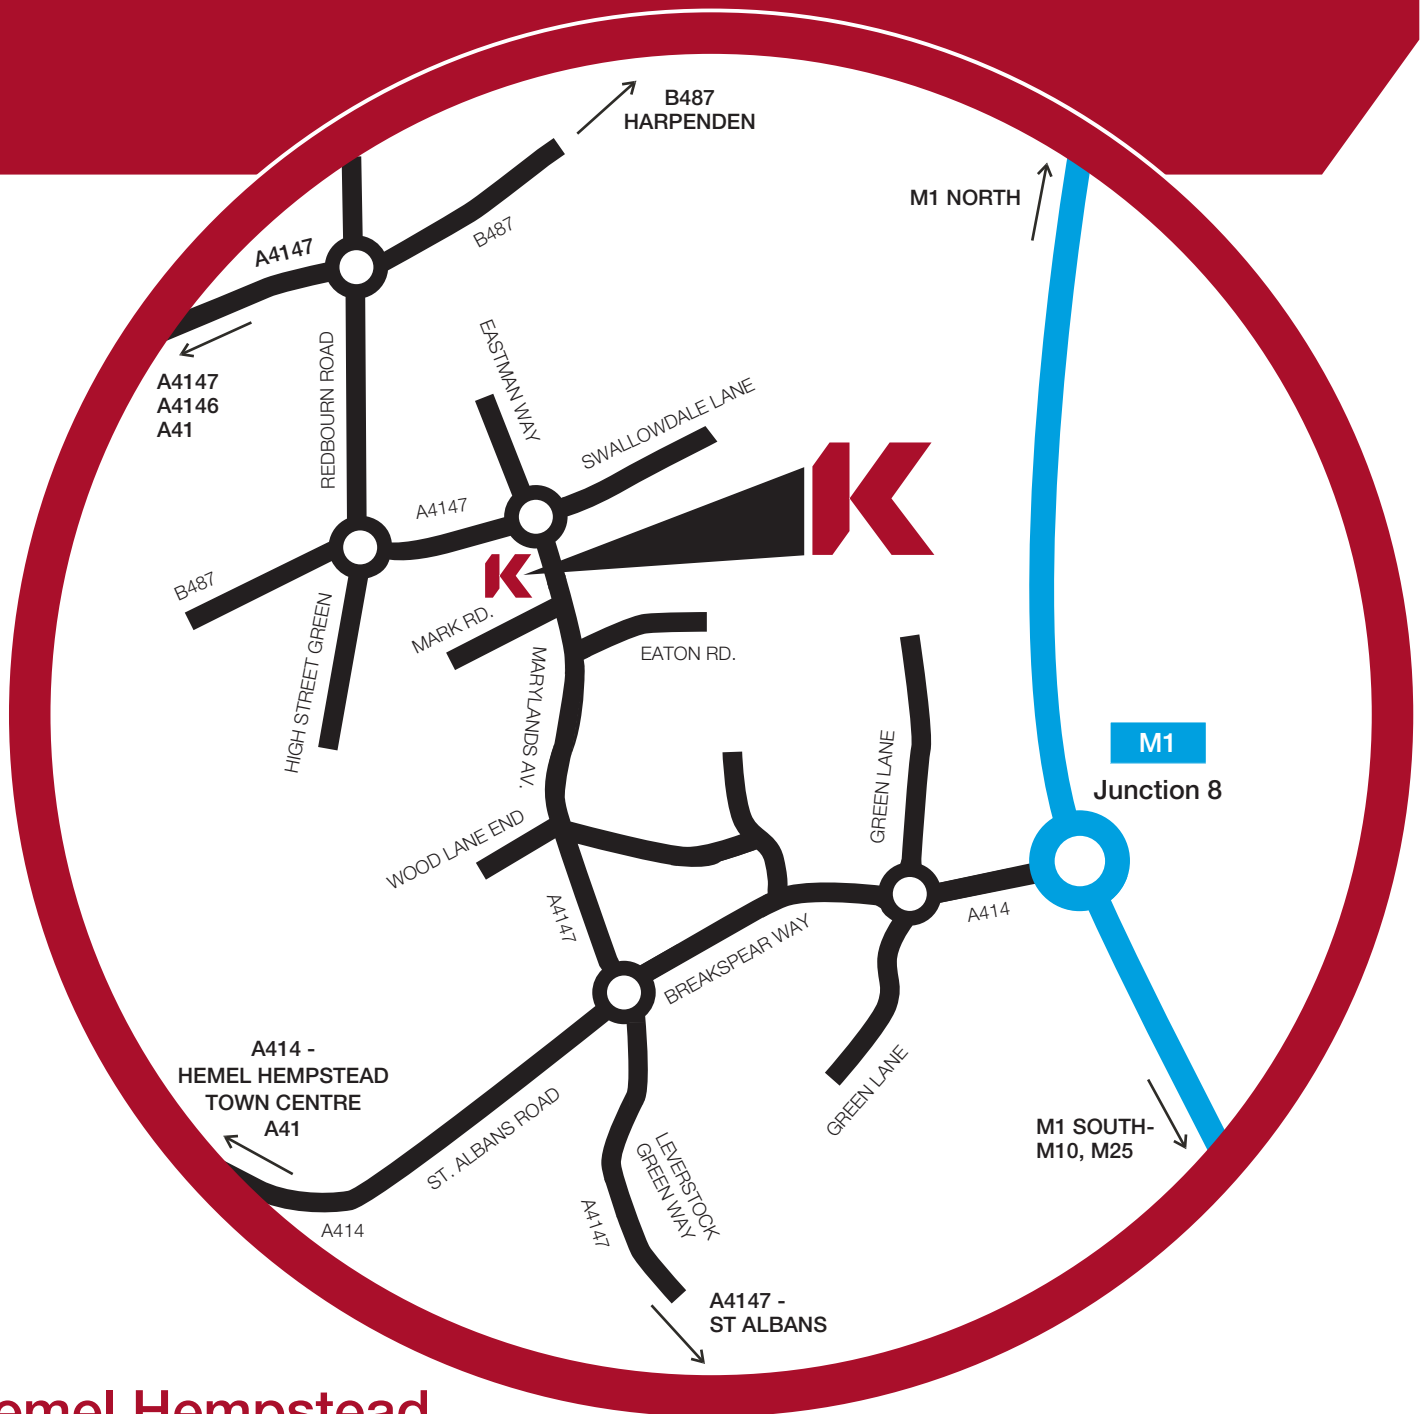 B487
HARPENDEN
M1 NORTH
A4147
B487
A4147
A4146
A41
REDBOURN ROAD
EASTMAN WAY
SWALLOWDALE LANE
K
A4147
K
B487
HIGH STREET GREEN
MARK RD.
EATON RD.
MARYLANDS AV.
M1
Junction 8
GREEN LANE
WOOD LANE END
A4147
A414
BREAKSPEAR WAY
GREEN LANE
A414 -
HEMEL HEMPSTEAD
TOWN CENTRE
A41
ST. ALBANS ROAD
A414
LEVERSTOCK
GREEN WAY
A4147
M1 SOUTH-
M10, M25
A4147 -
ST ALBANS
emel Hempstead